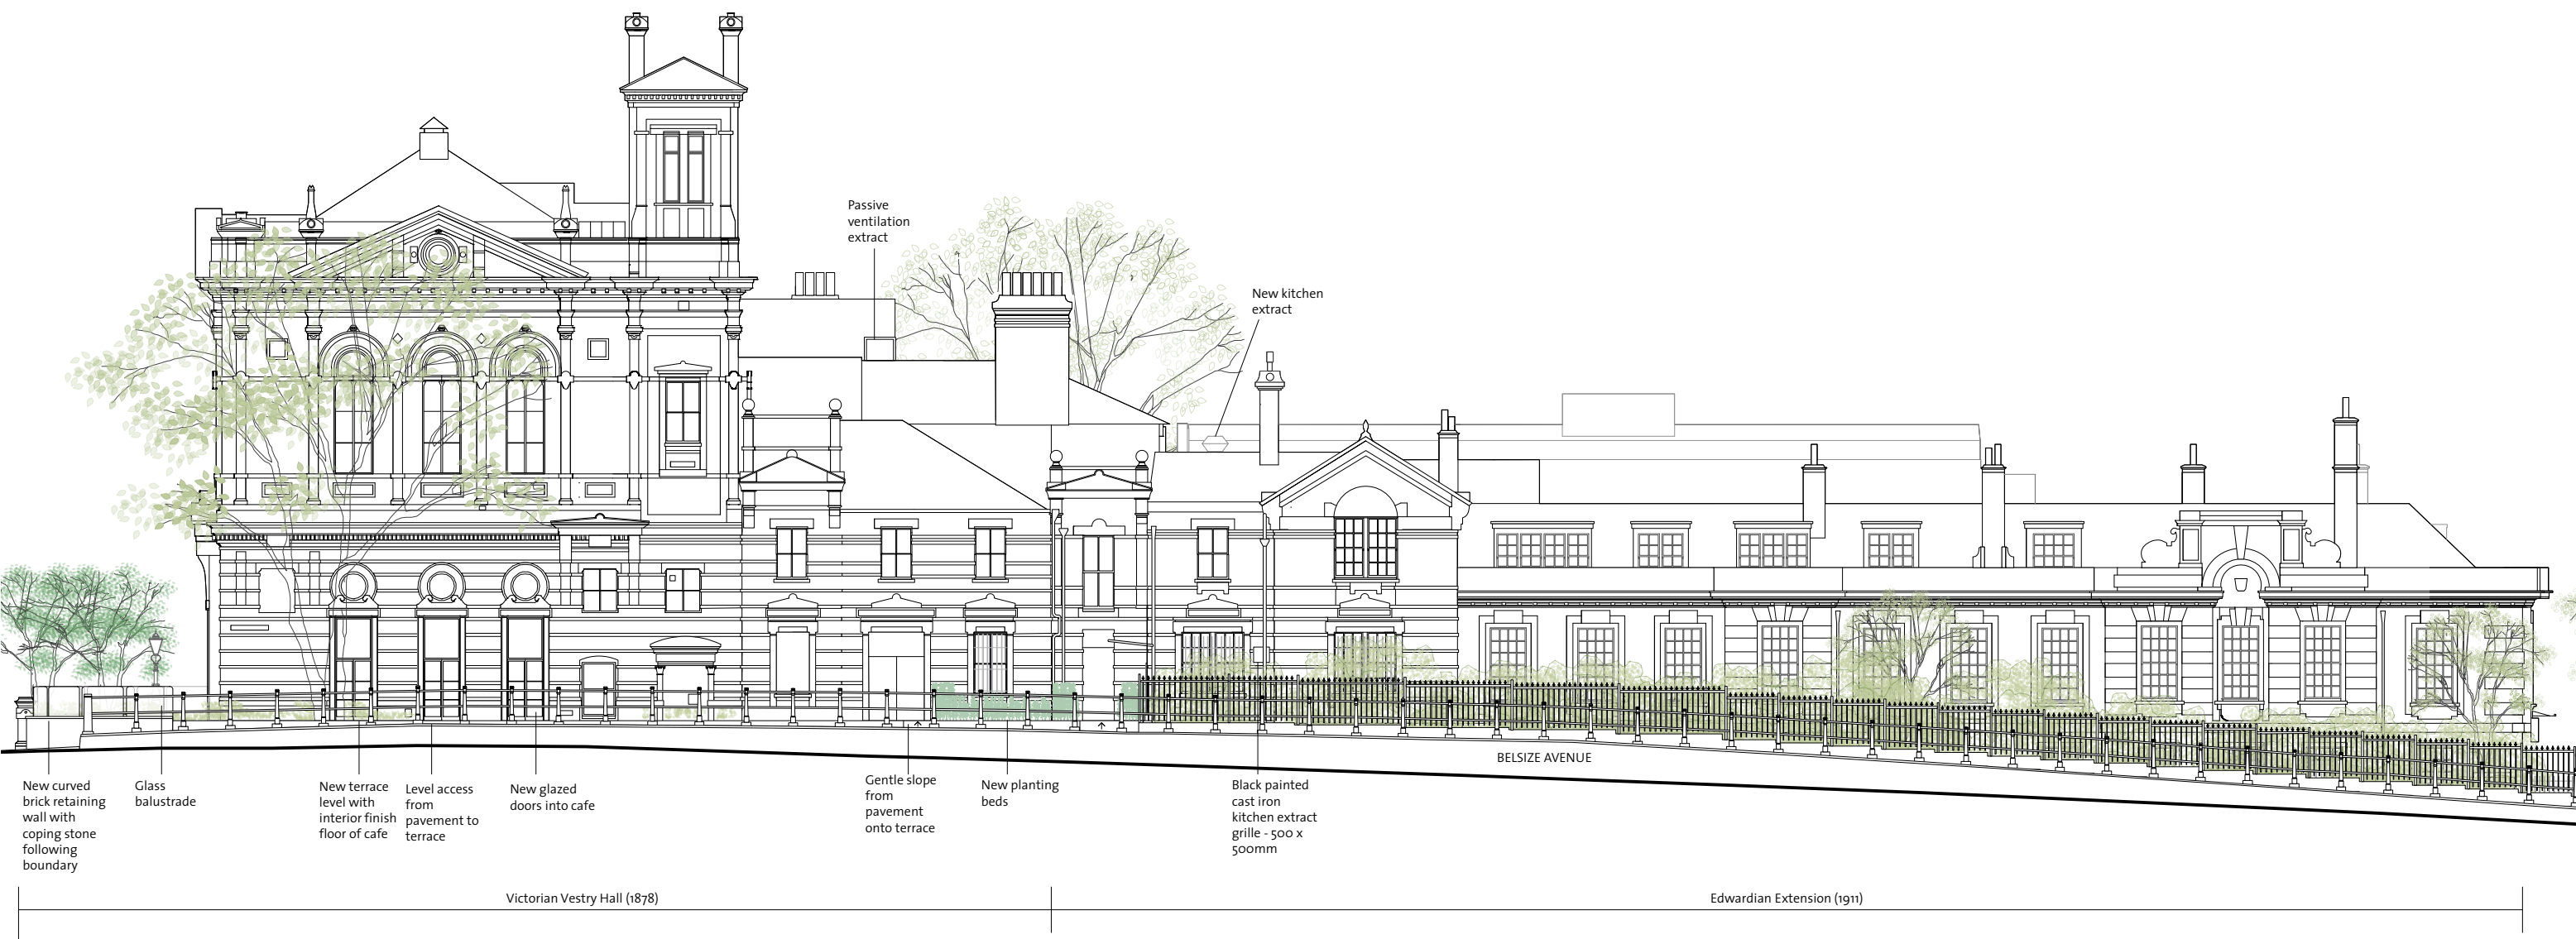 Passive
ventilation
extract
New kitchen
extract
BELSIZE AVENUE
New curved
brick retaining
wall with
coping stone
following
boundary
Glass
balustrade
New terrace
level with
interior finish
floor of cafe
Level access
from
pavement to
terrace
New glazed
doors into cafe
Gentle slope
from
pavement
onto terrace
New planting
beds
Black painted
cast iron
kitchen extract
grille - 500 x
500mm
Victorian Vestry Hall (1878)
Edwardian Extension (1911)